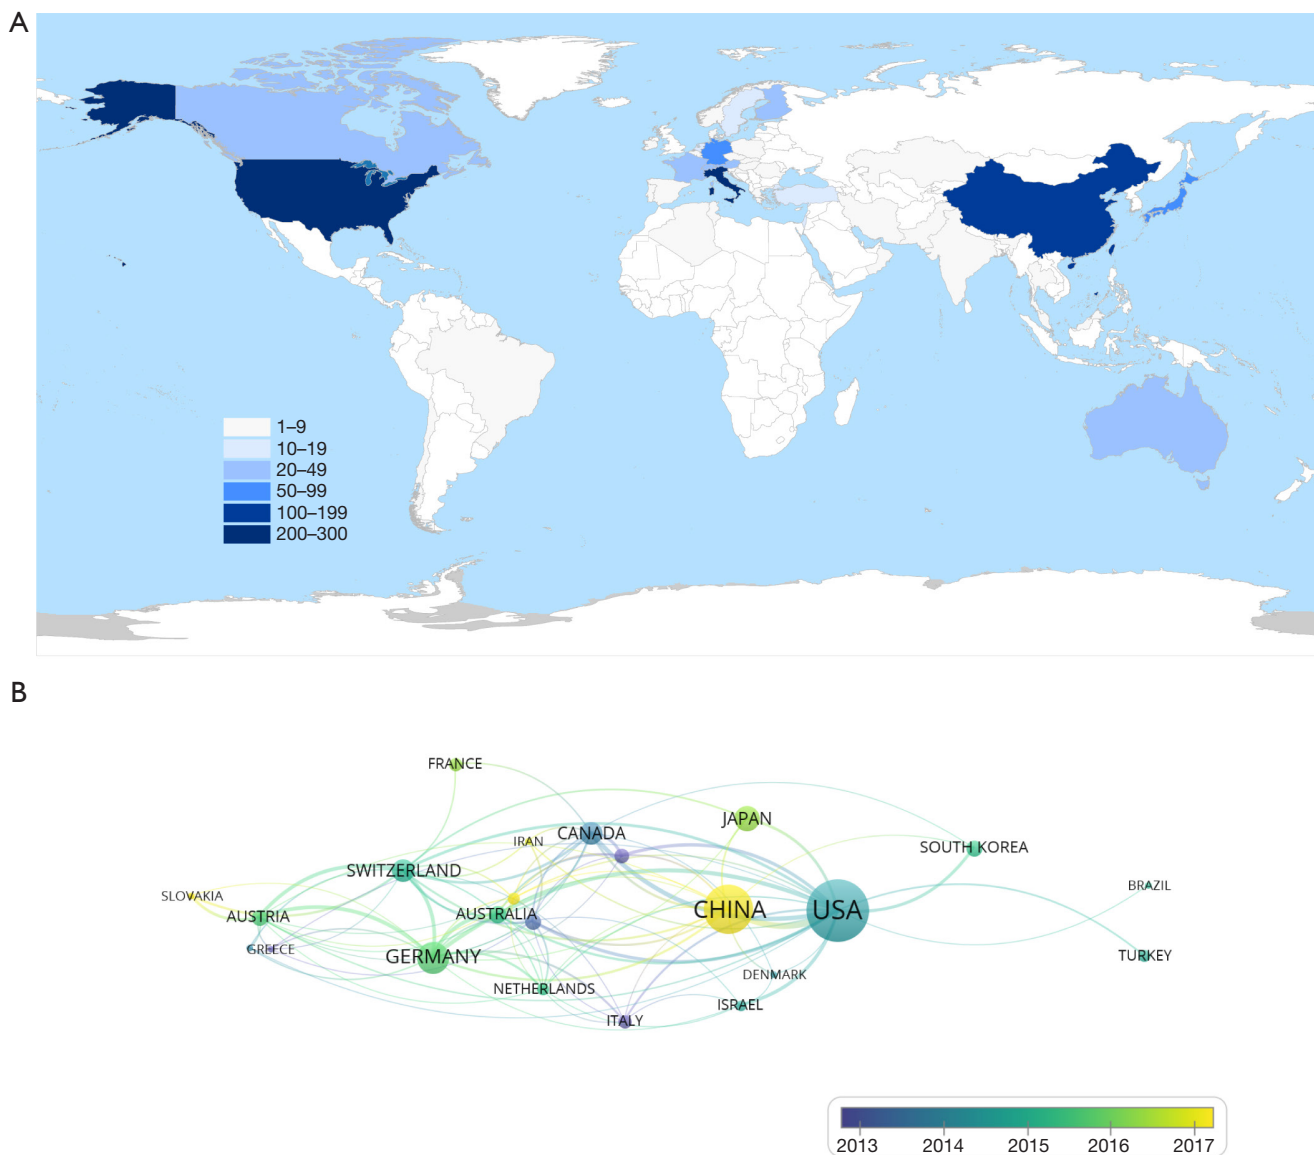 A
1–9
10–19
20–49
50–99
100–199
200–300
B
FRANCE
JAPAN
CANADA
IRAN
SOUTH KOREA
SWITZERLAND
BRAZIL
SLOVAKIA
CHINA
USA
AUSTRIA
AUSTRALIA
GREECE
GERMANY
TURKEY
DENMARK
NETHERLANDS
ISRAEL
ITALY
2013 2014 2015 2016 2017